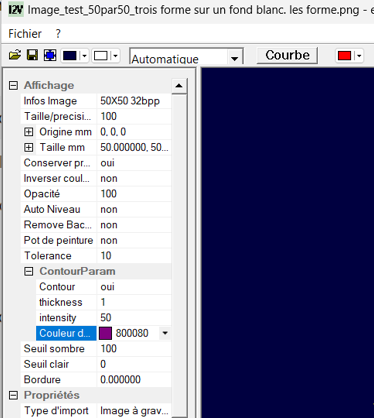 I2V Image_test_50par50_trois forme sur un fond blanc. les forme.png - e
Fichier ?
Automatique Courbe
Affichage
Infos Image 50X50 32bpp
Taille/precisi... 100
Origine mm 0, 0, 0
Taille mm 50.000000, 50...
Conserver pr... oui
Inverser coul... non
Opacité 100
Auto Niveau non
Remove Bac... non
Pot de peinture non
Tolerance 10
ContourParam
Contour oui
thickness 1
intensity 50
Couleur d... 800080
Seuil sombre 100
Seuil clair 0
Bordure 0.000000
Propriétés
Type d'import Image à grav...